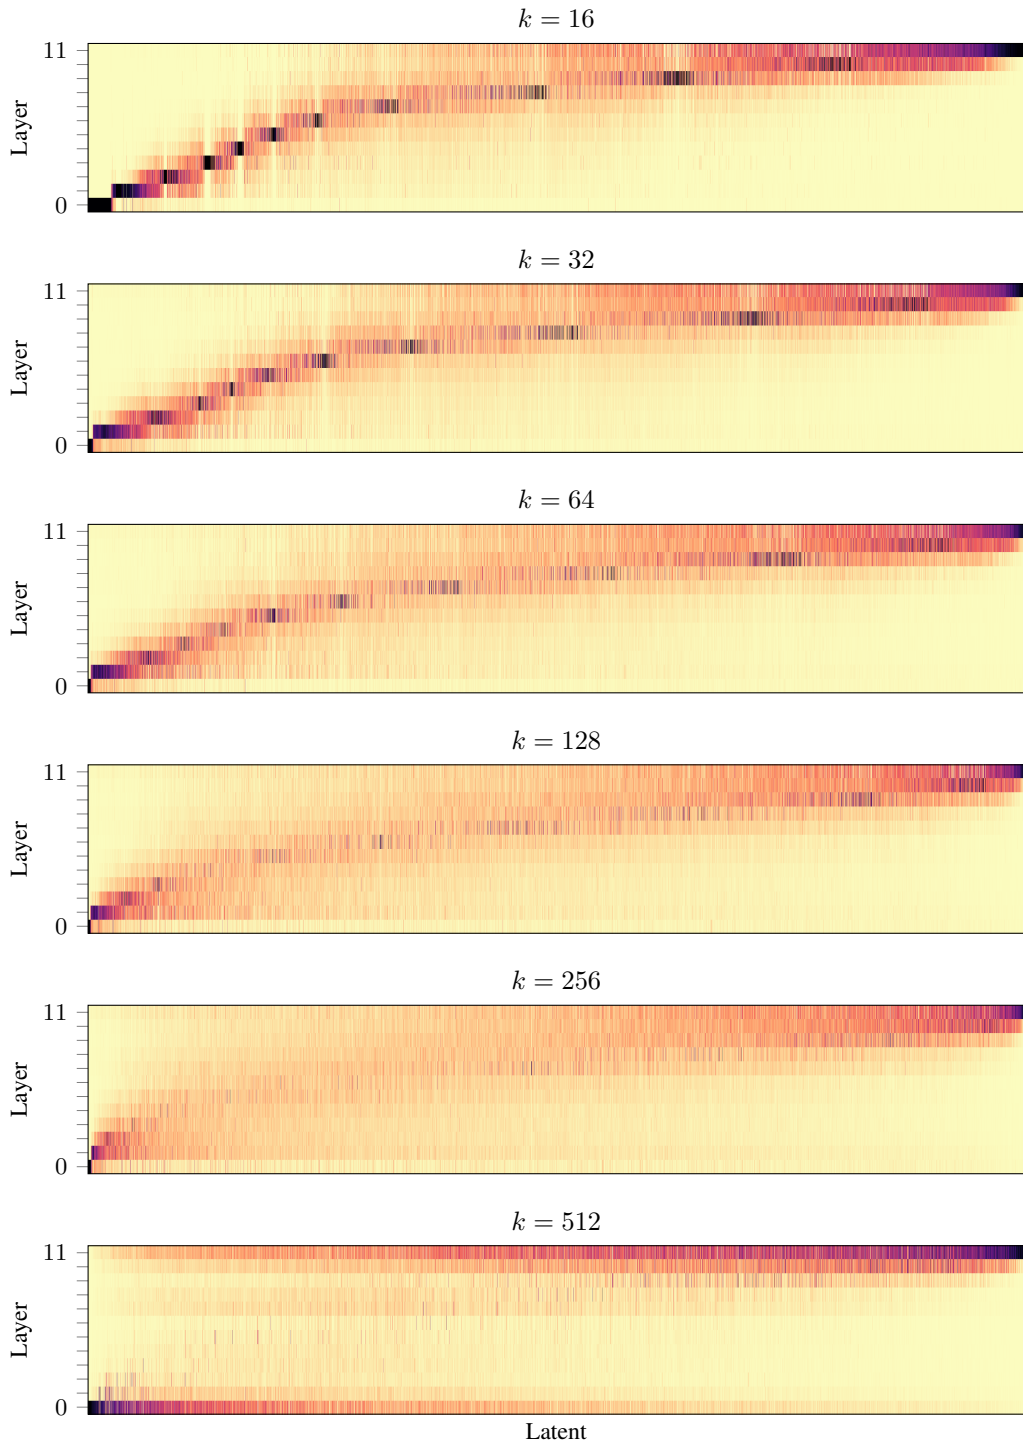 k = 16
11
Layer
0
k = 32
11
Layer
0
k = 64
11
Layer
0
k = 128
11
Layer
0
k = 256
11
Layer
0
k = 512
11
Layer
0
Latent